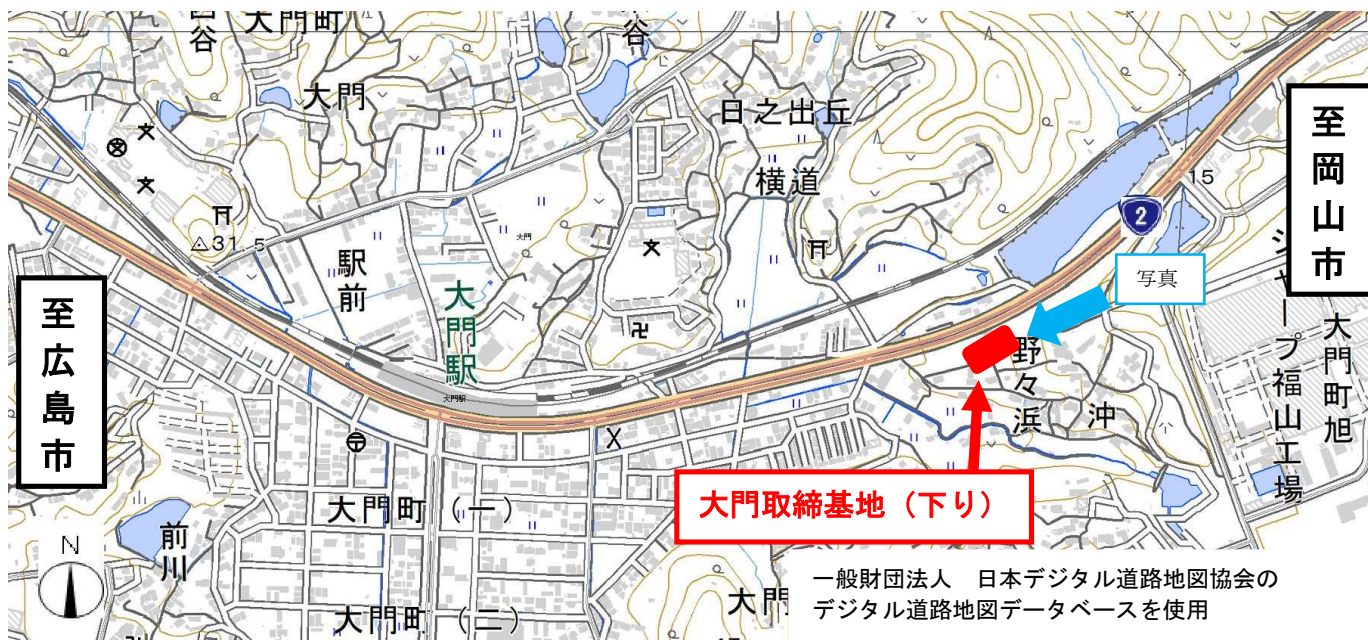 大門町
谷
大門
日之出丘
横道
至岡山市
15
2
写真
31.5
駅前
大門
大門駅
至広島市
大門駅
野々浜
沖
シャープ福山工場
大門町旭
大門取締基地（下り）
大門町（一）
前川
N
大門町（二）
大門
一般財団法人　日本デジタル道路地図協会の
デジタル道路地図データベースを使用